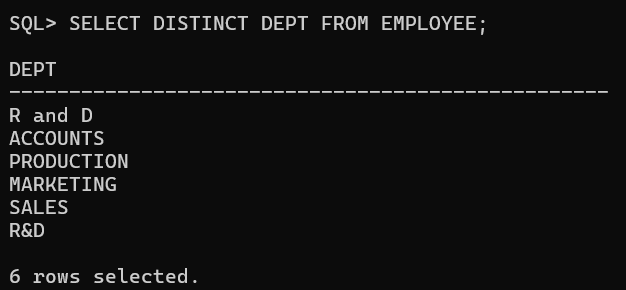 SQL> SELECT DISTINCT DEPT FROM EMPLOYEE;
DEPT
--------------------------------------------------
R and D
ACCOUNTS
PRODUCTION
MARKETING
SALES
R&D
6 rows selected.